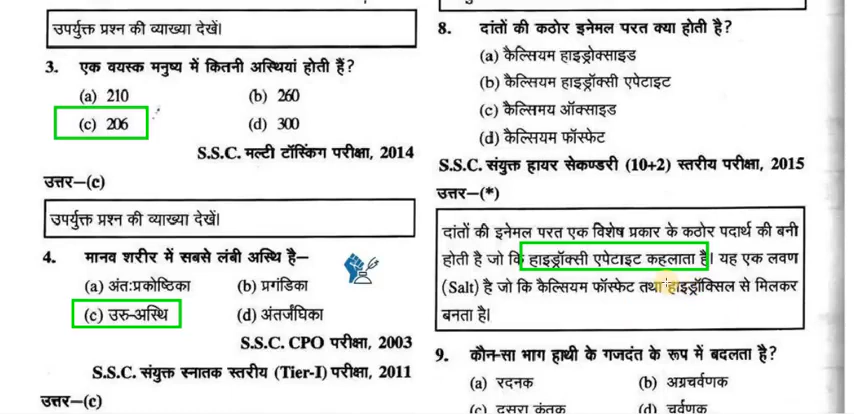 उपर्युक्त प्रश्न की व्याख्या देखें।
3. एक वयस्क मनुष्य में कितनी अस्थियां होती हैं?
(a) 210 (b) 260
(c) 206 (d) 300
S.S.C. मल्टी टॉस्किंग परीक्षा, 2014
उत्तर–(c)
उपर्युक्त प्रश्न की व्याख्या देखें।
4. मानव शरीर में सबसे लंबी अस्थि है–
(a) अंत:प्रकोष्ठिका (b) प्रगंडिका
(c) उरु-अस्थि (d) अंतर्जंघिका
S.S.C. CPO परीक्षा, 2003
S.S.C. संयुक्त स्नातक स्तरीय (Tier-I) परीक्षा, 2011
उत्तर–(c)
8. दांतों की कठोर इनेमल परत क्या होती है?
(a) कैल्सियम हाइड्रोक्साइड
(b) कैल्सियम हाइड्रॉक्सी एपेटाइट
(c) कैल्सिमय ऑक्साइड
(d) कैल्सियम फॉस्फेट
S.S.C. संयुक्त हायर सेकण्डरी (10+2) स्तरीय परीक्षा, 2015
उत्तर–(*)
दांतों की इनेमल परत एक विशेष प्रकार के कठोर पदार्थ की बनी
होती है जो कि हाइड्रॉक्सी एपेटाइट कहलाता है। यह एक लवण
(Salt) है जो कि कैल्सियम फॉस्फेट तथा हाइड्रॉक्सिल से मिलकर
बनता है।
9. कौन-सा भाग हाथी के गजदंत के रूप में बदलता है?
(a) रदनक (b) अग्रचर्वणक
(c) दूसरा कृंतक (d) चर्वणक